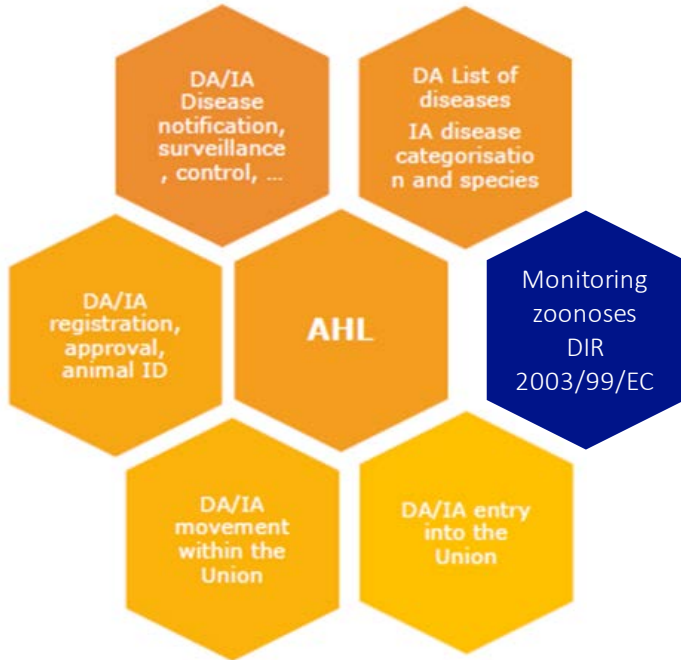 DA/IA
Disease
notification,
surveillance
, control, ...
DA List of
diseases
IA disease
categorisatio
n and species
DA/IA
registration,
approval,
animal ID
AHL
Monitoring
zoonoses
DIR
2003/99/EC
DA/IA
movement
within the
Union
DA/IA entry
into the
Union